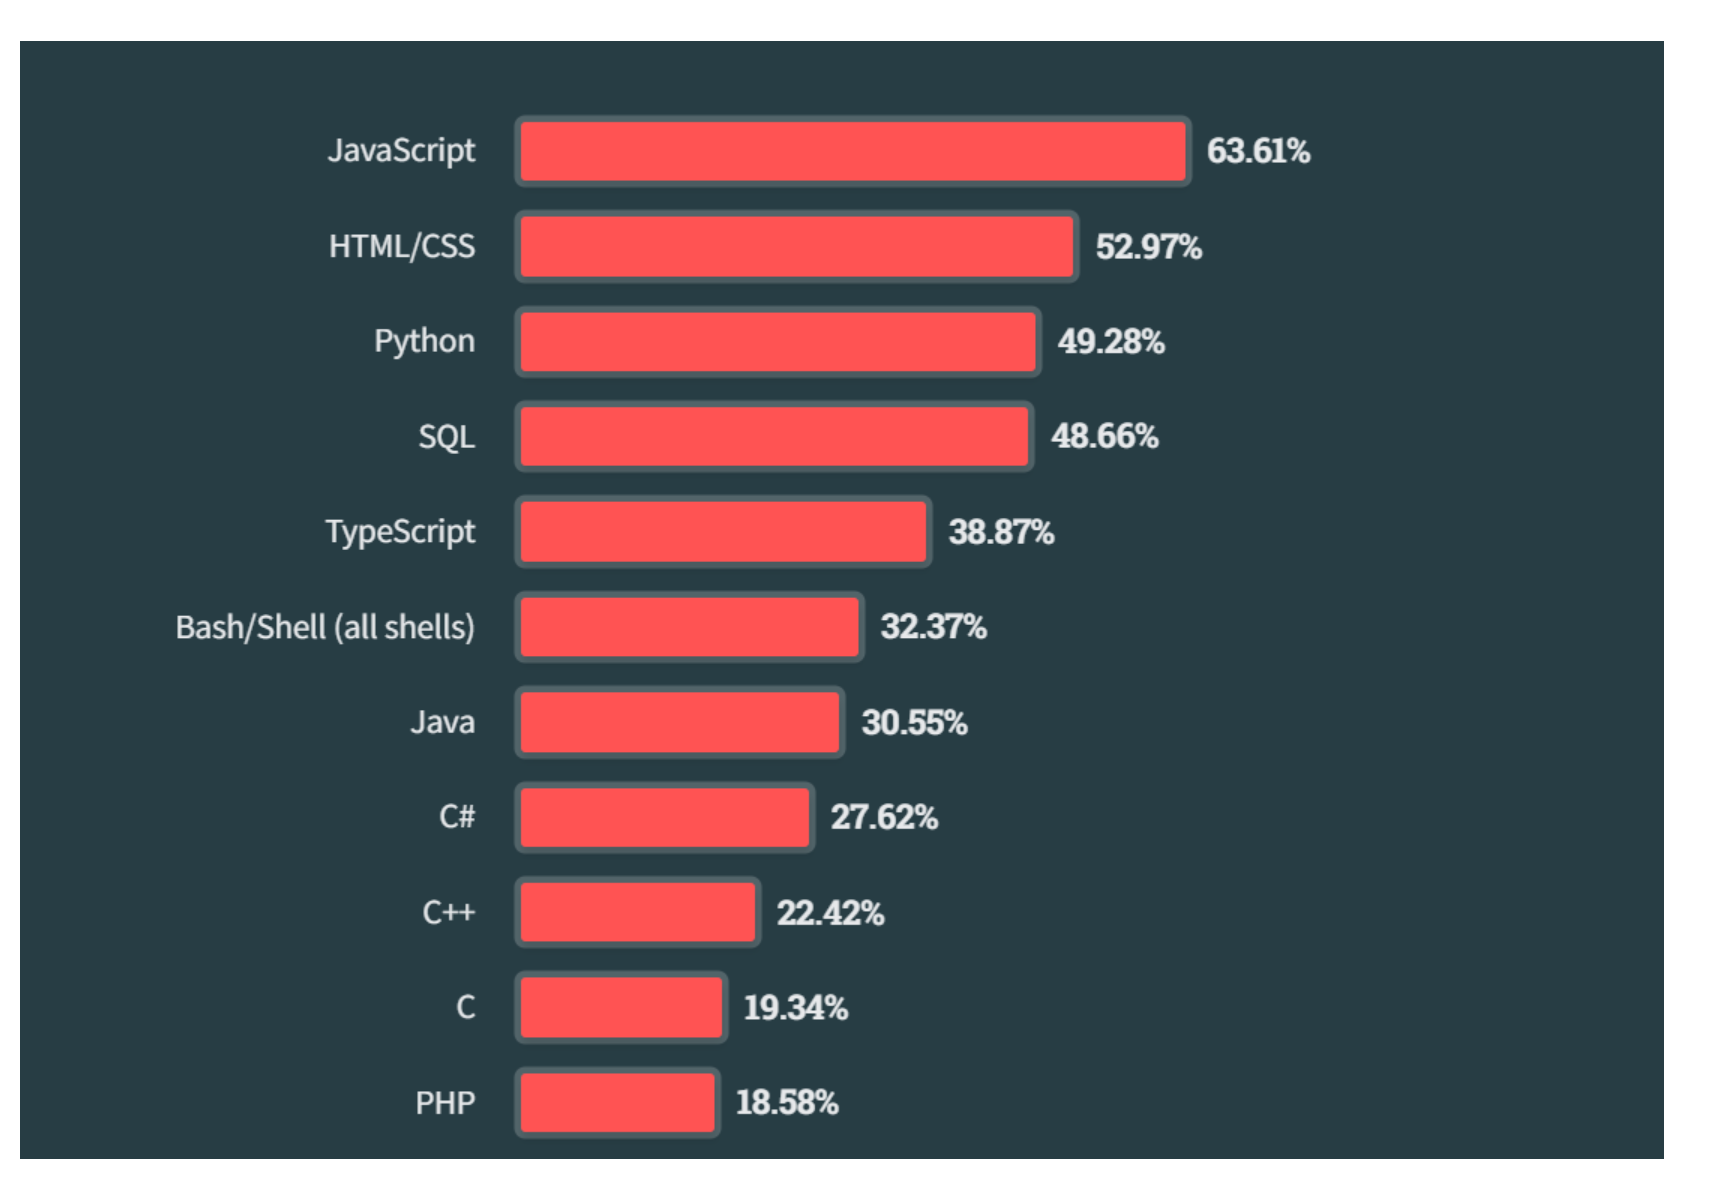 JavaScript 63.61%
HTML/CSS 52.97%
Python 49.28%
SQL 48.66%
TypeScript 38.87%
Bash/Shell (all shells) 32.37%
Java 30.55%
C# 27.62%
C++ 22.42%
C 19.34%
PHP 18.58%